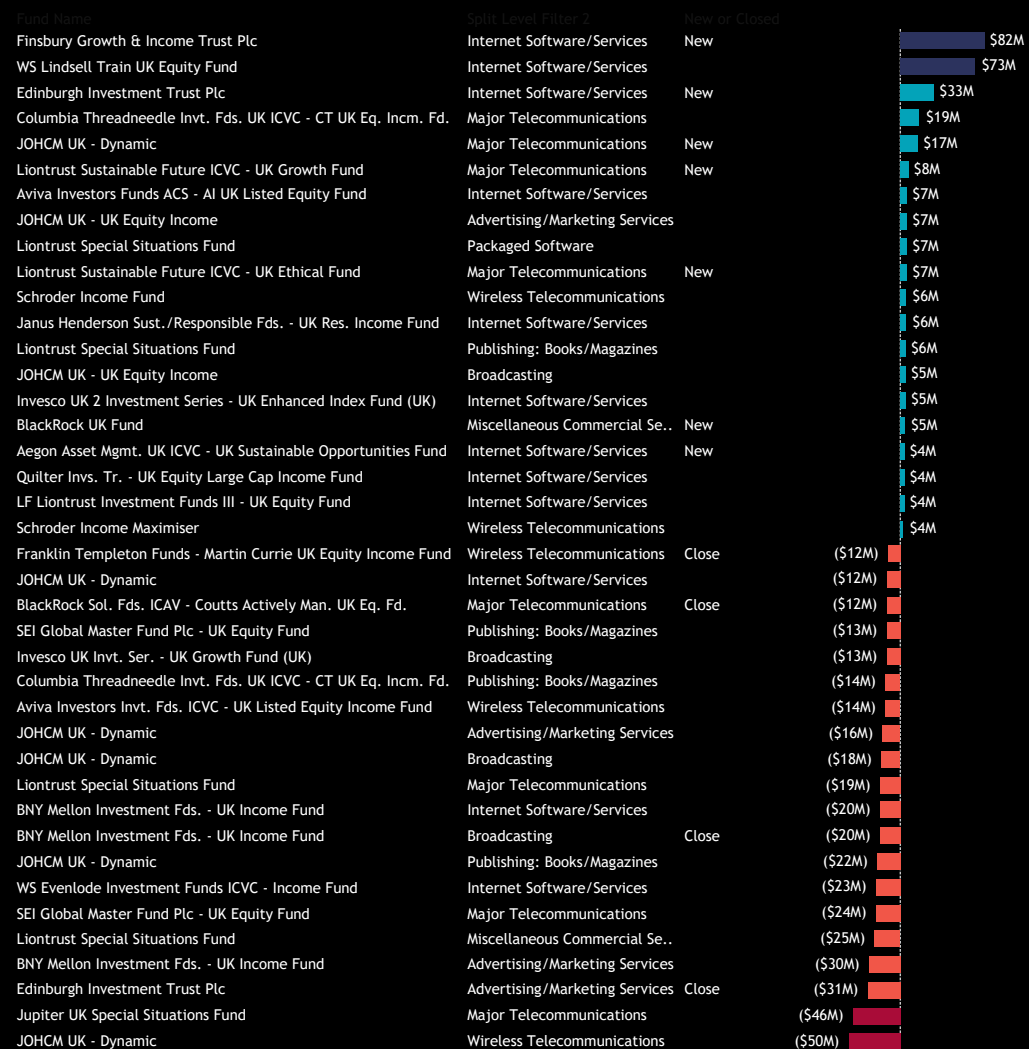 Fund Name Split Level Filter 2 New or Closed
Finsbury Growth & Income Trust Plc Internet Software/Services New $82M
WS Lindsell Train UK Equity Fund Internet Software/Services $73M
Edinburgh Investment Trust Plc Internet Software/Services New $33M
Columbia Threadneedle Invt. Fds. UK ICVC - CT UK Eq. Incm. Fd. Major Telecommunications $19M
JOHCM UK - Dynamic Major Telecommunications New $17M
Liontrust Sustainable Future ICVC - UK Growth Fund Major Telecommunications New $8M
Aviva Investors Funds ACS - AI UK Listed Equity Fund Internet Software/Services $7M
JOHCM UK - UK Equity Income Advertising/Marketing Services $7M
Liontrust Special Situations Fund Packaged Software $7M
Liontrust Sustainable Future ICVC - UK Ethical Fund Major Telecommunications New $7M
Schroder Income Fund Wireless Telecommunications $6M
Janus Henderson Sust./Responsible Fds. - UK Res. Income Fund Internet Software/Services $6M
Liontrust Special Situations Fund Publishing: Books/Magazines $6M
JOHCM UK - UK Equity Income Broadcasting $5M
Invesco UK 2 Investment Series - UK Enhanced Index Fund (UK) Internet Software/Services $5M
BlackRock UK Fund Miscellaneous Commercial Se.. New $5M
Aegon Asset Mgmt. UK ICVC - UK Sustainable Opportunities Fund Internet Software/Services New $4M
Quilter Invs. Tr. - UK Equity Large Cap Income Fund Internet Software/Services $4M
LF Liontrust Investment Funds III - UK Equity Fund Internet Software/Services $4M
Schroder Income Maximiser Wireless Telecommunications $4M
Franklin Templeton Funds - Martin Currie UK Equity Income Fund Wireless Telecommunications Close ($12M)
JOHCM UK - Dynamic Internet Software/Services ($12M)
BlackRock Sol. Fds. ICAV - Coutts Actively Man. UK Eq. Fd. Major Telecommunications Close ($12M)
SEI Global Master Fund Plc - UK Equity Fund Publishing: Books/Magazines ($13M)
Invesco UK Invt. Ser. - UK Growth Fund (UK) Broadcasting ($13M)
Columbia Threadneedle Invt. Fds. UK ICVC - CT UK Eq. Incm. Fd. Publishing: Books/Magazines ($14M)
Aviva Investors Invt. Fds. ICVC - UK Listed Equity Income Fund Wireless Telecommunications ($14M)
JOHCM UK - Dynamic Advertising/Marketing Services ($16M)
JOHCM UK - Dynamic Broadcasting ($18M)
Liontrust Special Situations Fund Major Telecommunications ($19M)
BNY Mellon Investment Fds. - UK Income Fund Internet Software/Services ($20M)
BNY Mellon Investment Fds. - UK Income Fund Broadcasting Close ($20M)
JOHCM UK - Dynamic Publishing: Books/Magazines ($22M)
WS Evenlode Investment Funds ICVC - Income Fund Internet Software/Services ($23M)
SEI Global Master Fund Plc - UK Equity Fund Major Telecommunications ($24M)
Liontrust Special Situations Fund Miscellaneous Commercial Se.. ($25M)
BNY Mellon Investment Fds. - UK Income Fund Advertising/Marketing Services ($30M)
Edinburgh Investment Trust Plc Advertising/Marketing Services Close ($31M)
Jupiter UK Special Situations Fund Major Telecommunications ($46M)
JOHCM UK - Dynamic Wireless Telecommunications ($50M)